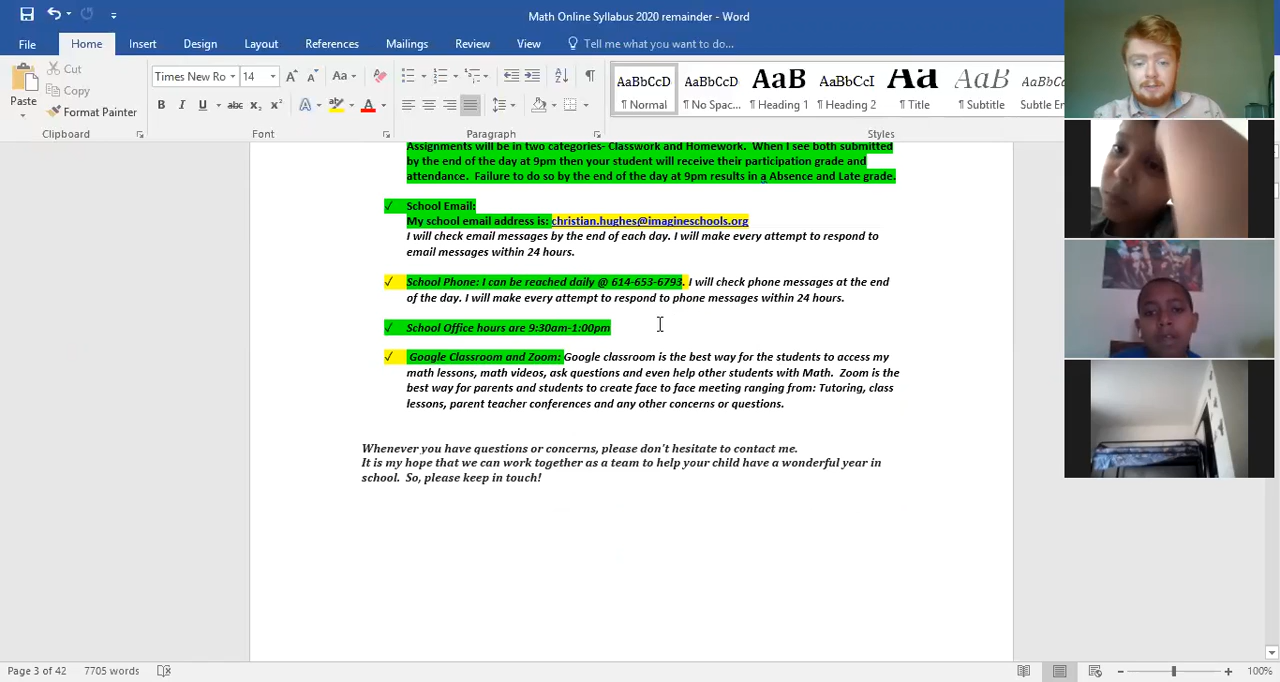 Math Online Syllabus 2020 remainder - Word
File Home Insert Design Layout References Mailings Review View Tell me what you want to do...
Paste
Cut
Copy
Format Painter
Clipboard
Times New Ro 14
Aa
B I U abc X₂ X²
A
Font
Paragraph
AaBbCcD AaBbCcD AaB AaBbCcI Aa AaBbCcD AaBbCc
¶ Normal ¶ No Spac... ¶ Heading 1 ¶ Heading 2 ¶ Title ¶ Subtitle Subtle En
Styles
Assignments will be in two categories- Classwork and Homework. When I see both submitted
by the end of the day at 9pm then your student will receive their participation grade and
attendance. Failure to do so by the end of the day at 9pm results in a Absence and Late grade.
✓ School Email:
My school email address is: christian.hughes@imagineschools.org
I will check email messages by the end of each day. I will make every attempt to respond to
email messages within 24 hours.
✓ School Phone: I can be reached daily @ 614-653-6793. I will check phone messages at the end
of the day. I will make every attempt to respond to phone messages within 24 hours.
✓ School Office hours are 9:30am-1:00pm
✓ Google Classroom and Zoom: Google classroom is the best way for the students to access my
math lessons, math videos, ask questions and even help other students with Math. Zoom is the
best way for parents and students to create face to face meeting ranging from: Tutoring, class
lessons, parent teacher conferences and any other concerns or questions.
Whenever you have questions or concerns, please don't hesitate to contact me.
It is my hope that we can work together as a team to help your child have a wonderful year in
school. So, please keep in touch!
Page 3 of 42 7705 words
100%